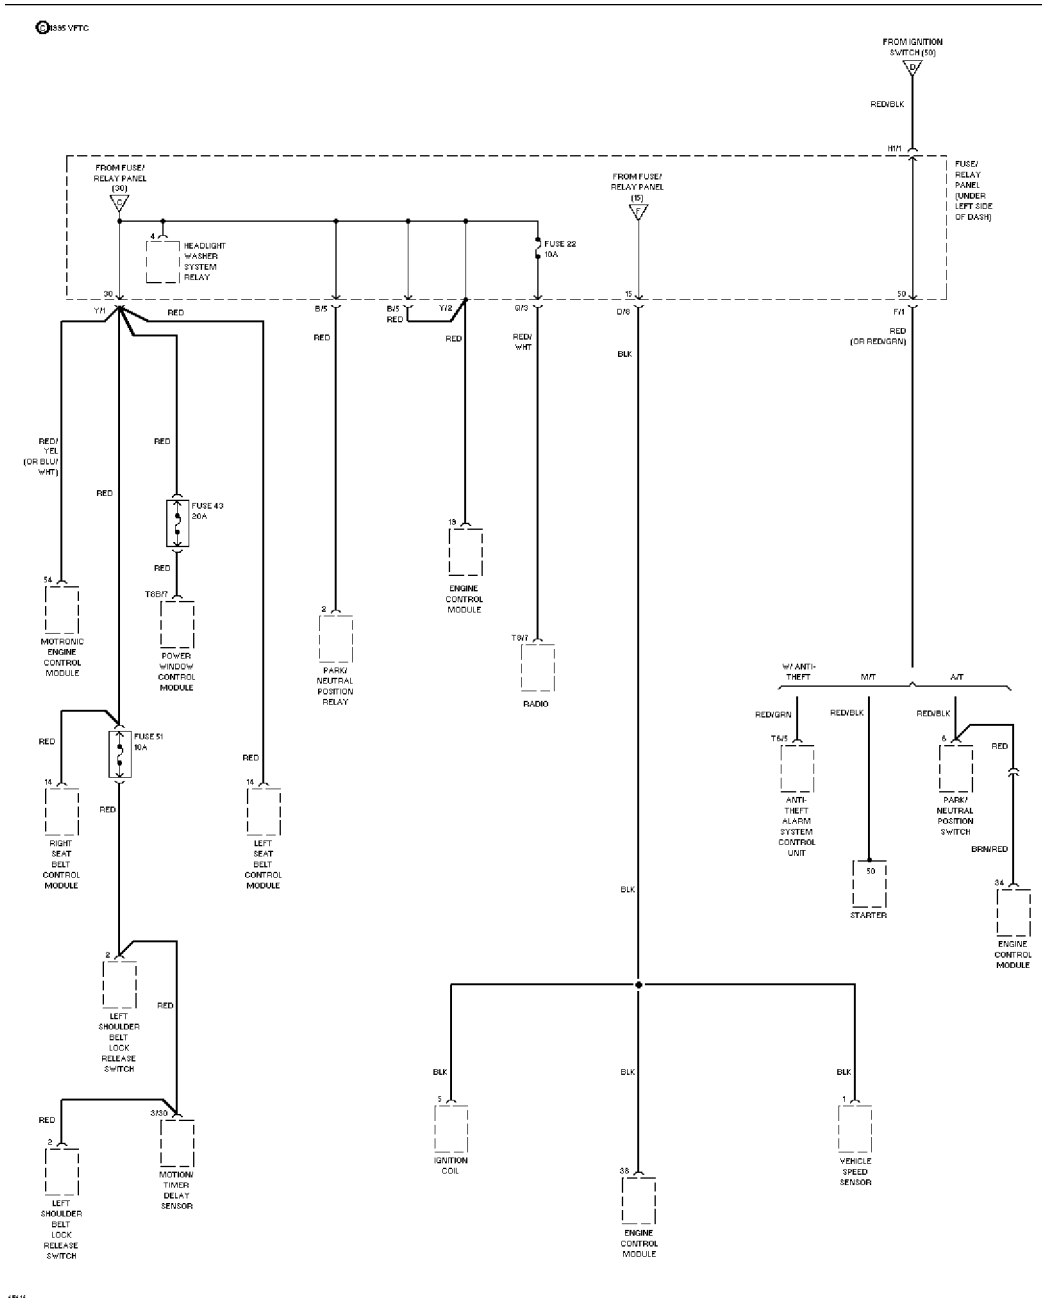 ©1995 VFTC
FROM IGNITION
SWITCH (50)
D
RED/BLK
H1/1
FROM FUSE/
RELAY PANEL
(30)
C
FROM FUSE/
RELAY PANEL
(15)
F
FUSE/
RELAY
PANEL
(UNDER
LEFT SIDE
OF DASH)
4
HEADLIGHT
WASHER
SYSTEM
RELAY
FUSE 22
10A
30
15
50
Y/1
RED
B/5
B/5
RED
Y/2
G/3
D/8
F/1
RED
RED
RED/
WHT
BLK
RED
(OR RED/GRN)
RED/
YEL
(OR BLU/
WHT)
RED
RED
FUSE 43
20A
RED
19
ENGINE
CONTROL
MODULE
54
MOTRONIC
ENGINE
CONTROL
MODULE
T8B/7
POWER
WINDOW
CONTROL
MODULE
2
PARK/
NEUTRAL
POSITION
RELAY
T8/7
RADIO
W/ ANTI-
THEFT
M/T
A/T
RED/GRN
RED/BLK
RED/BLK
RED
FUSE 51
10A
RED
RED
14
RIGHT
SEAT
BELT
CONTROL
MODULE
RED
14
LEFT
SEAT
BELT
CONTROL
MODULE
T6/5
ANTI-
THEFT
ALARM
SYSTEM
CONTROL
UNIT
50
STARTER
6
PARK/
NEUTRAL
POSITION
SWITCH
BRN/RED
34
ENGINE
CONTROL
MODULE
BLK
2
LEFT
SHOULDER
BELT
LOCK
RELEASE
SWITCH
RED
RED
3/30
MOTION/
TIMER
DELAY
SENSOR
2
LEFT
SHOULDER
BELT
LOCK
RELEASE
SWITCH
BLK
BLK
BLK
5
IGNITION
COIL
38
ENGINE
CONTROL
MODULE
1
VEHICLE
SPEED
SENSOR